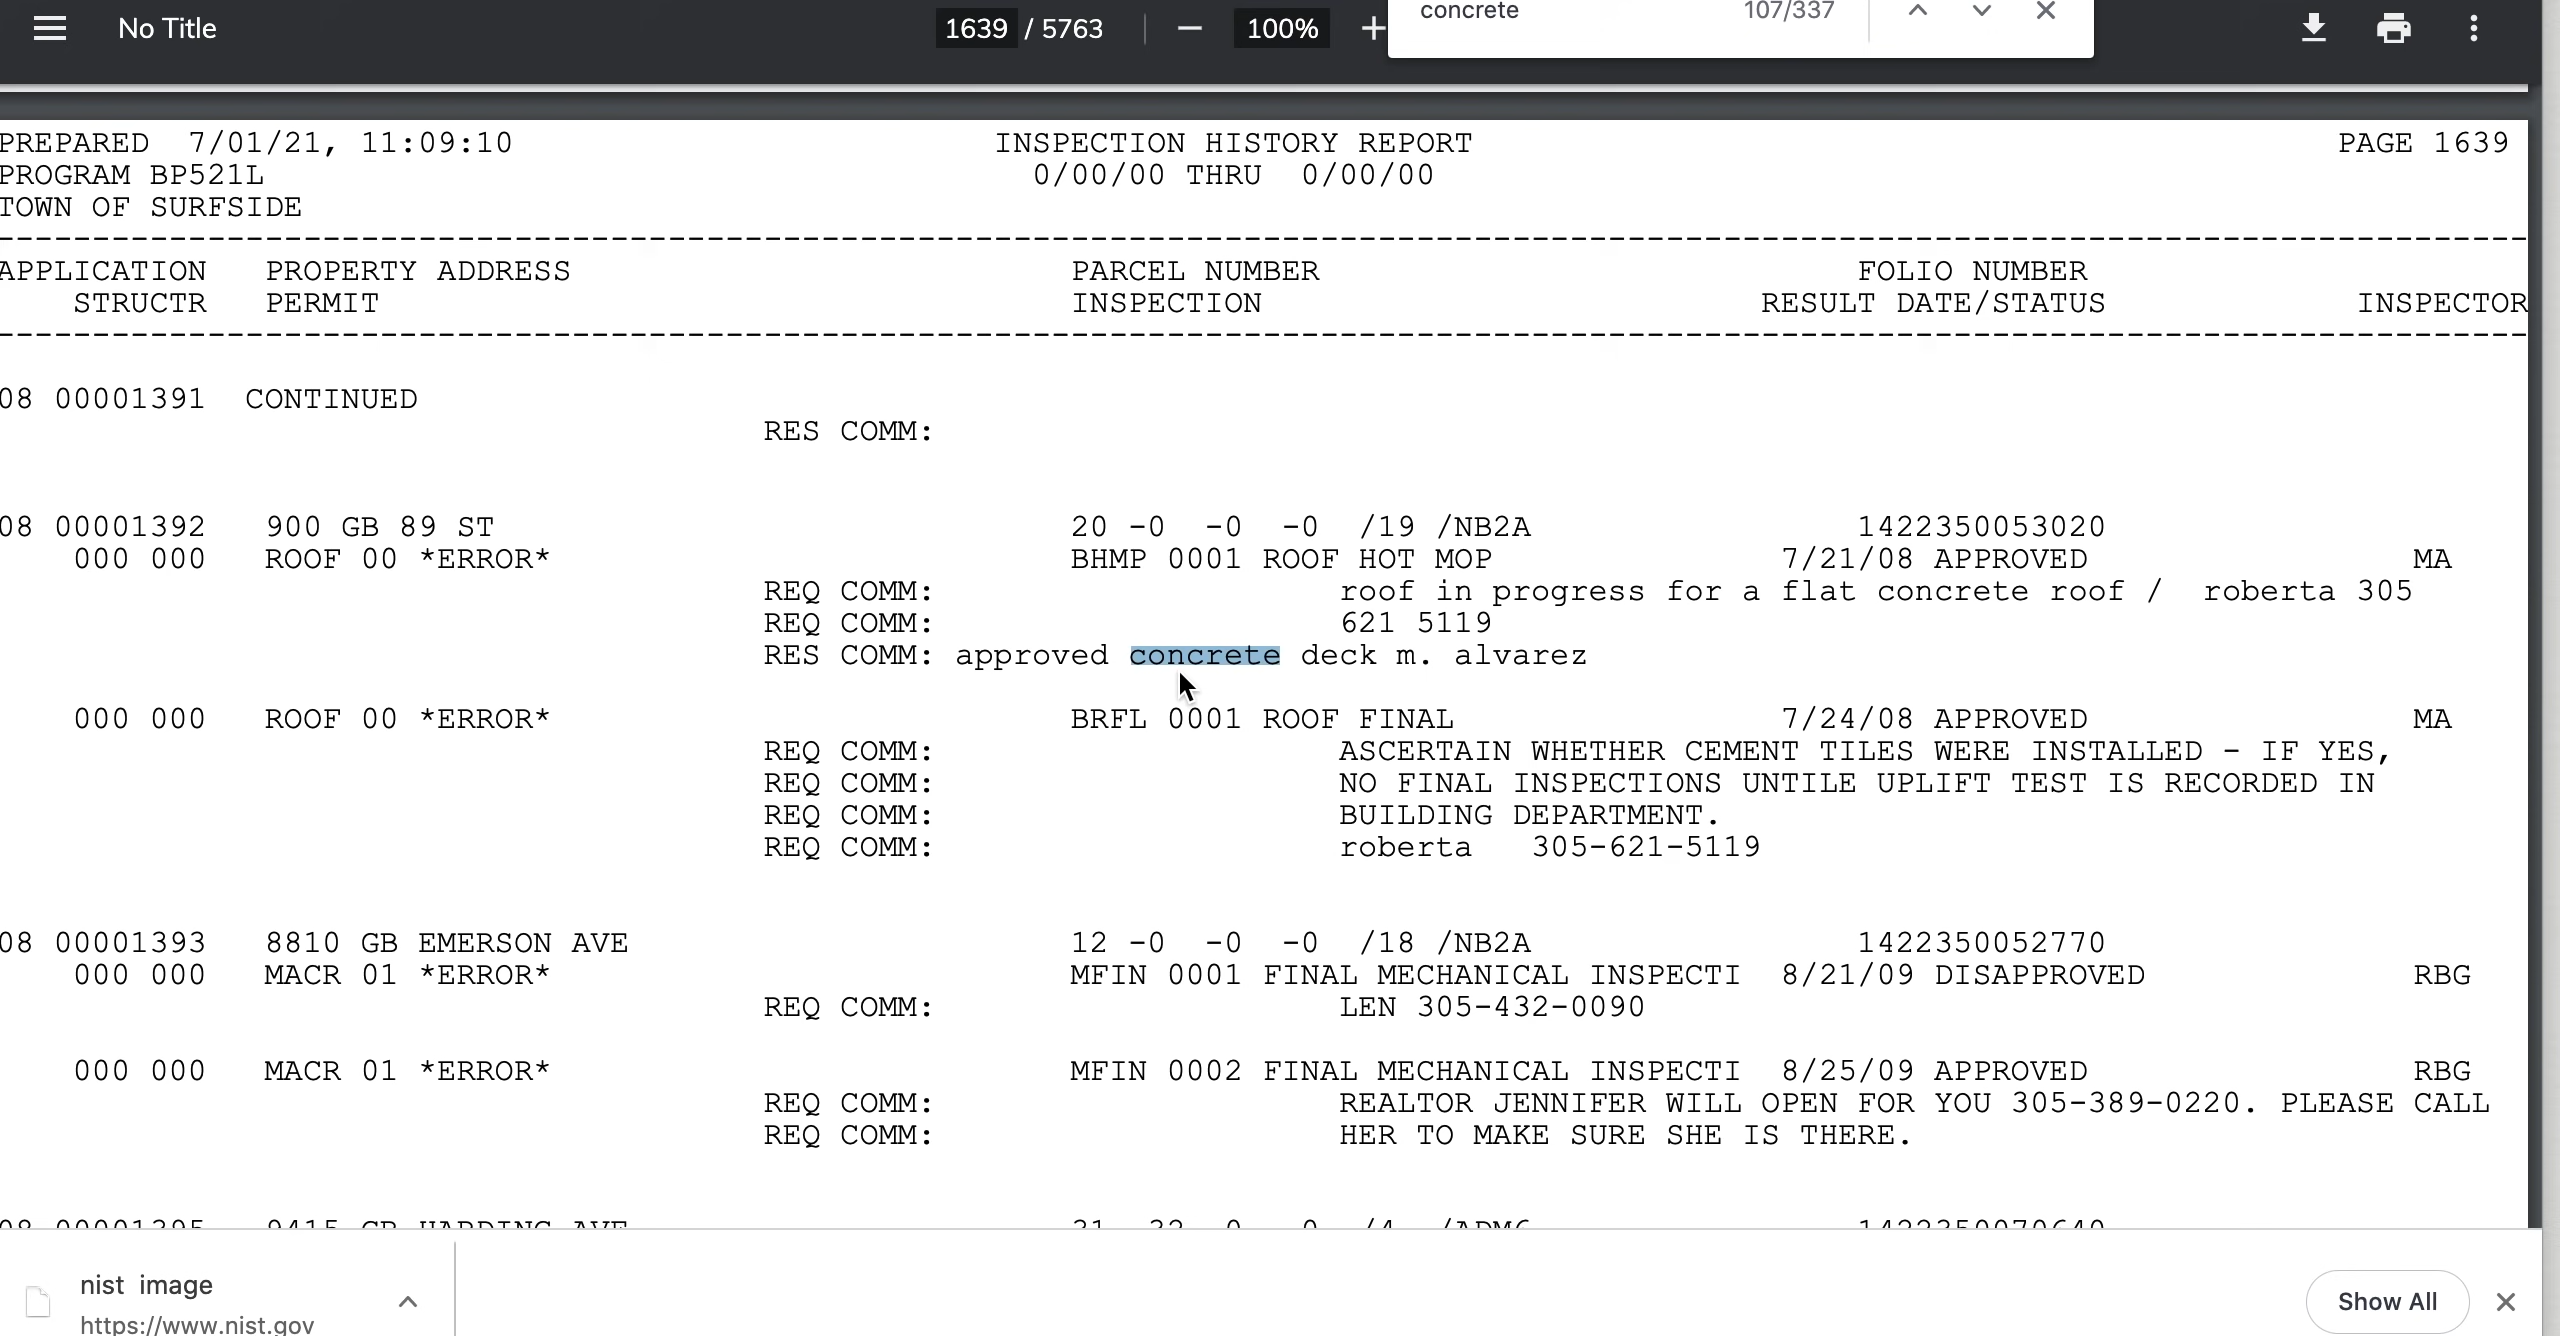 No Title 1639 / 5763 100% concrete 107/337
PREPARED 7/01/21, 11:09:10 INSPECTION HISTORY REPORT PAGE 1639
PROGRAM BP521L 0/00/00 THRU 0/00/00
TOWN OF SURFSIDE
APPLICATION PROPERTY ADDRESS PARCEL NUMBER FOLIO NUMBER
STRUCTR PERMIT INSPECTION RESULT DATE/STATUS INSPECTOR
08 00001391 CONTINUED
RES COMM:
08 00001392 900 GB 89 ST 20 -0 -0 -0 /19 /NB2A 1422350053020
000 000 ROOF 00 *ERROR* BHMP 0001 ROOF HOT MOP 7/21/08 APPROVED MA
REQ COMM: roof in progress for a flat concrete roof / roberta 305
REQ COMM: 621 5119
RES COMM: approved concrete deck m. alvarez
000 000 ROOF 00 *ERROR* BRFL 0001 ROOF FINAL 7/24/08 APPROVED MA
REQ COMM: ASCERTAIN WHETHER CEMENT TILES WERE INSTALLED - IF YES,
REQ COMM: NO FINAL INSPECTIONS UNTILE UPLIFT TEST IS RECORDED IN
REQ COMM: BUILDING DEPARTMENT.
REQ COMM: roberta 305-621-5119
08 00001393 8810 GB EMERSON AVE 12 -0 -0 -0 /18 /NB2A 1422350052770
000 000 MACR 01 *ERROR* MFIN 0001 FINAL MECHANICAL INSPECTI 8/21/09 DISAPPROVED RBG
REQ COMM: LEN 305-432-0090
000 000 MACR 01 *ERROR* MFIN 0002 FINAL MECHANICAL INSPECTI 8/25/09 APPROVED RBG
REQ COMM: REALTOR JENNIFER WILL OPEN FOR YOU 305-389-0220. PLEASE CALL
REQ COMM: HER TO MAKE SURE SHE IS THERE.
08 00001395 9415 GB HARDING AVE
nist image
https://www.nist.gov
Show All